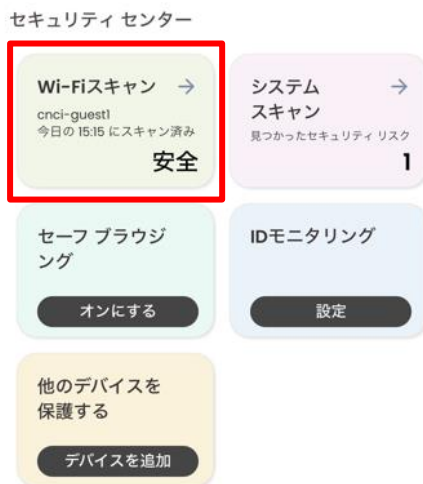 セキュリティ センター
Wi-Fiスキャン →
cnci-guest1
今日の 15:15 にスキャン済み
安全
システム →
スキャン
見つかったセキュリティ リスク
1
セーフ ブラウジ
ング
オンにする
IDモニタリング
設定
他のデバイスを
保護する
デバイスを追加